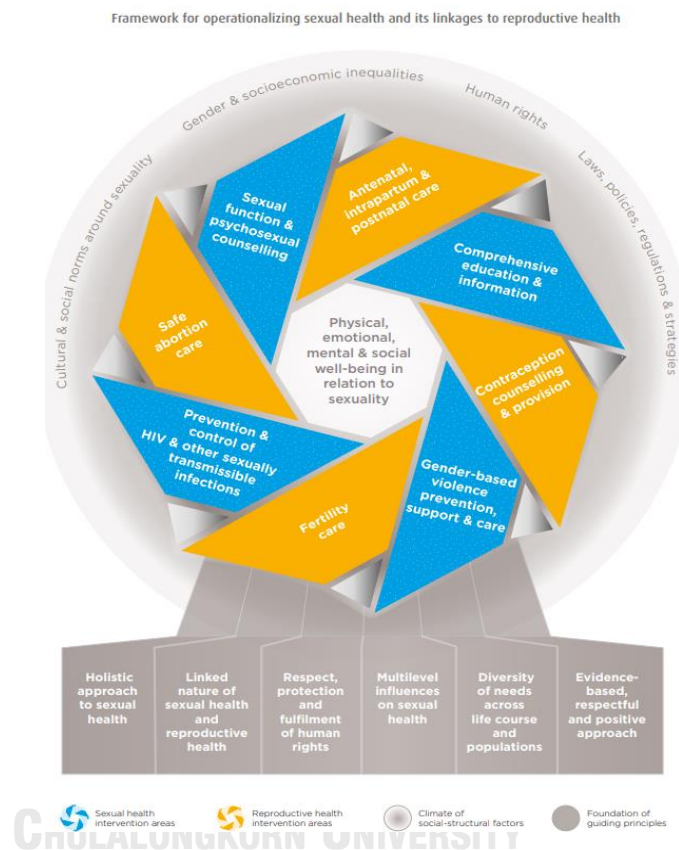 Framework for operationalizing sexual health and its linkages to reproductive health
Cultural & social norms around sexuality
Gender & socioeconomic inequalities
Human rights
Laws, policies, regulations & strategies
Sexual
function &
psychosexual
counselling
Antenatal,
intrapartum &
postnatal care
Comprehensive
education &
information
Safe
abortion
care
Physical,
emotional,
mental & social
well-being in
relation to
sexuality
Contraception
counselling
& provision
Prevention &
control of
HIV & other sexually
transmissible
infections
Fertility
care
Gender-based
violence
prevention,
support & care
Holistic
approach
to sexual
health
Linked
nature of
sexual health
and
reproductive
health
Respect,
protection
and
fulfilment
of human
rights
Multilevel
influences
on sexual
health
Diversity
of needs
across
life course
and
populations
Evidence-
based,
respectful
and positive
approach
Sexual health
intervention areas
Reproductive health
intervention areas
Climate of
social-structural factors
Foundation of
guiding principles
CHULALONGKORN UNIVERSITY